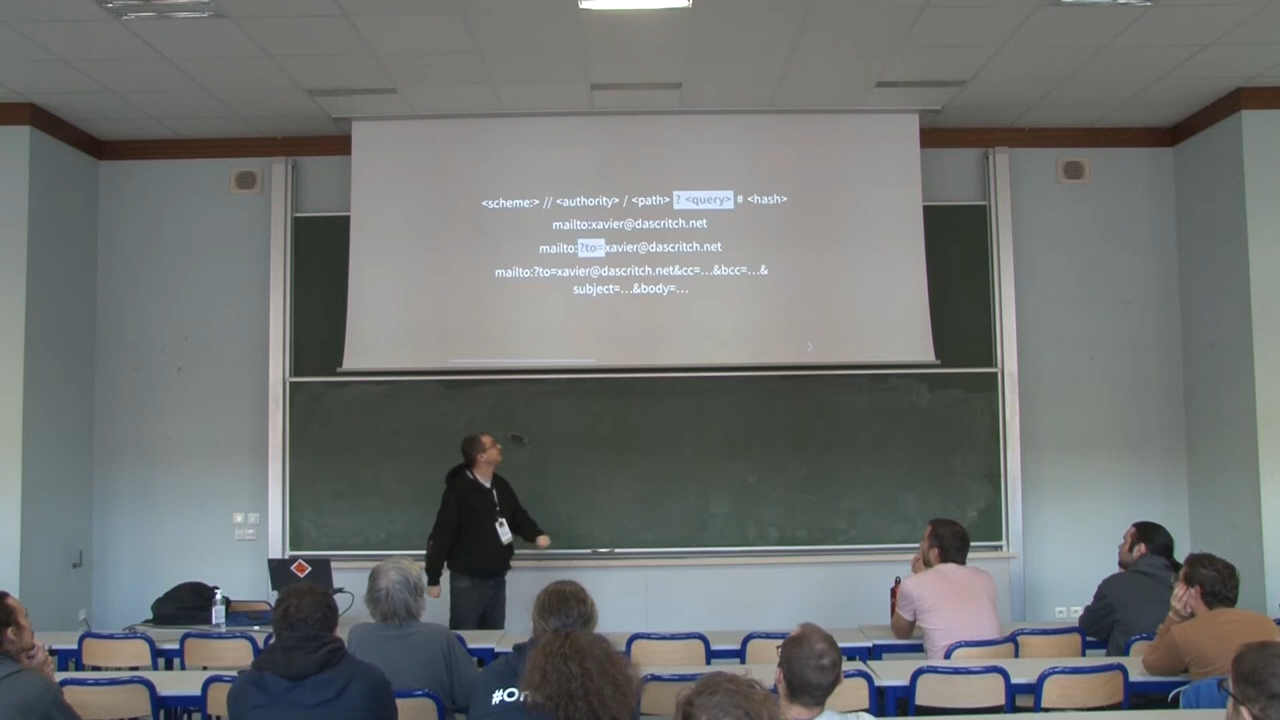 <scheme:> // <authority> / <path> ? <query> # <hash>
mailto:xavier@dascritch.net
mailto:?to=xavier@dascritch.net
mailto:?to=xavier@dascritch.net&cc=…&bcc=…&
subject=…&body=…